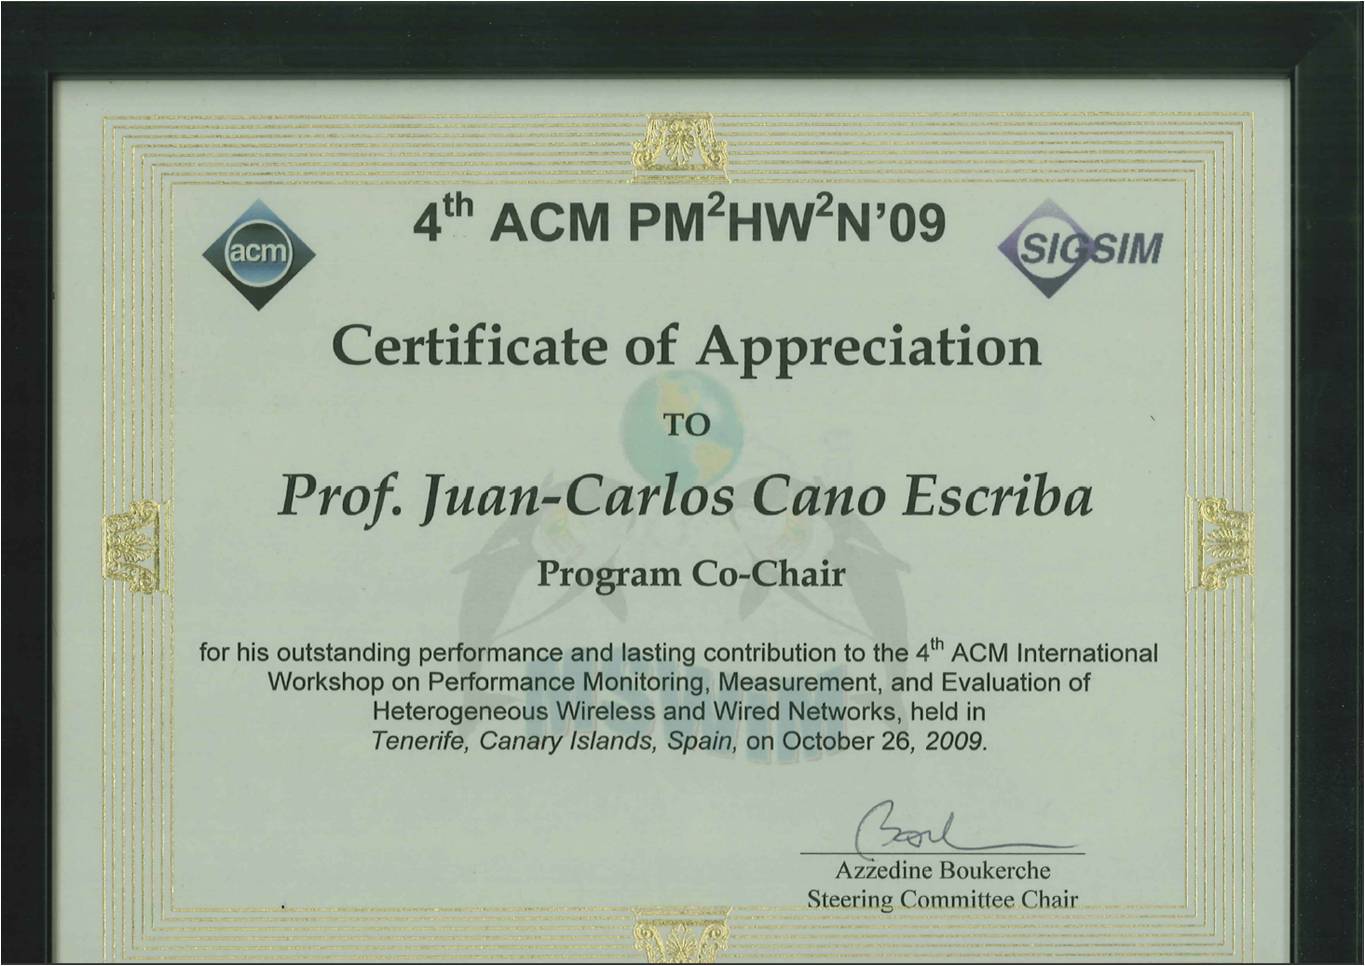 4th ACM PM2HW2N'09
acm
SIGSIM
Certificate of Appreciation
TO
Prof. Juan-Carlos Cano Escriba
Program Co-Chair
for his outstanding performance and lasting contribution to the 4th ACM International
Workshop on Performance Monitoring, Measurement, and Evaluation of
Heterogeneous Wireless and Wired Networks, held in
Tenerife, Canary Islands, Spain, on October 26, 2009.
Azzedine Boukerche
Steering Committee Chair